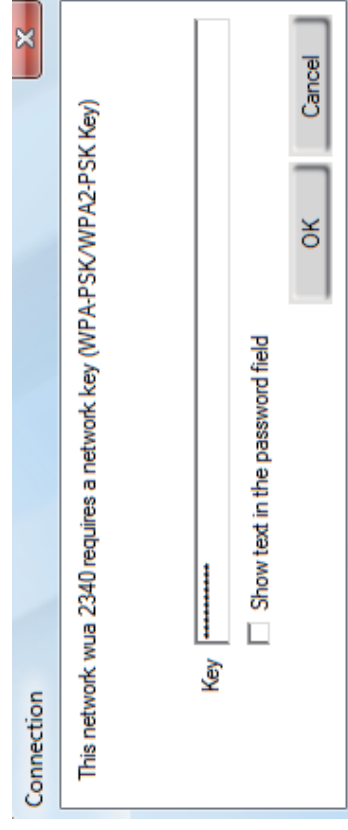 Connection
This network wua 2340 requires a network key (WPA-PSK/WPA2-PSK Key)
Key ***********
Show text in the password field
OK Cancel